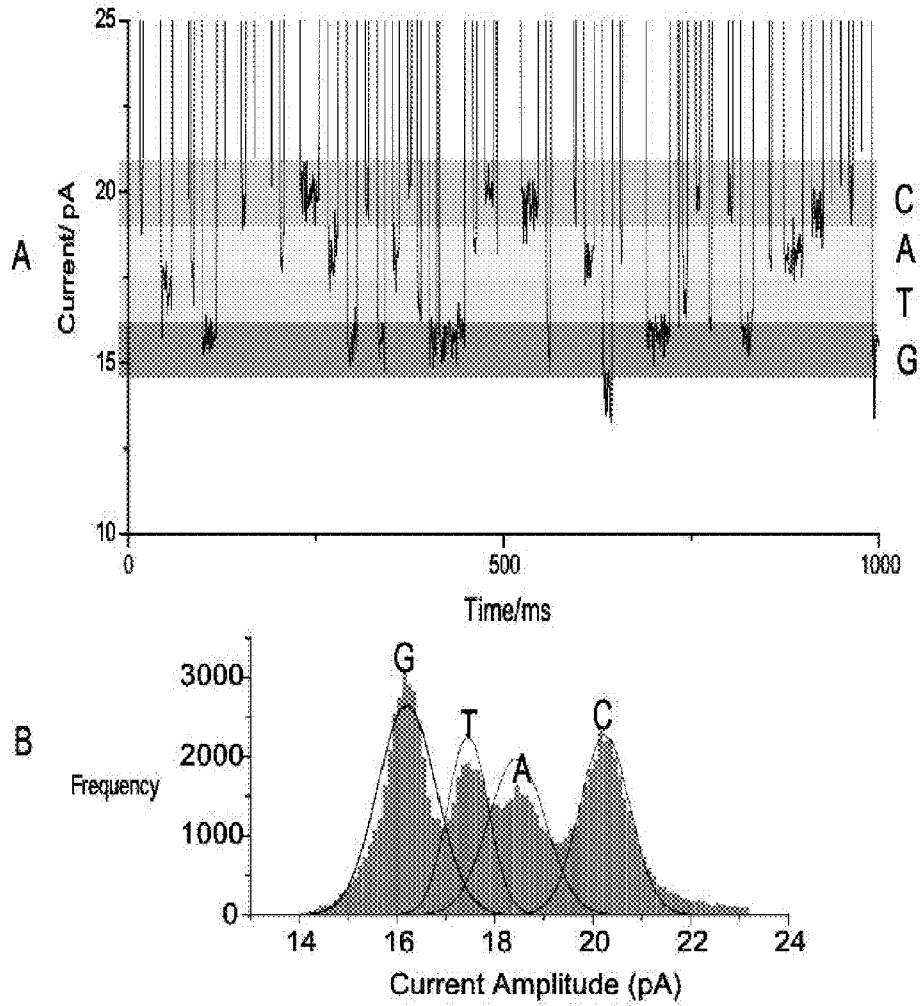 25
20
15
10
A
Current/pA
C
A
T
G
0
500
1000
Time/ms
B
3000
2000
1000
0
Frequency
G
T
A
C
14
16
18
20
22
24
Current Amplitude (pA)